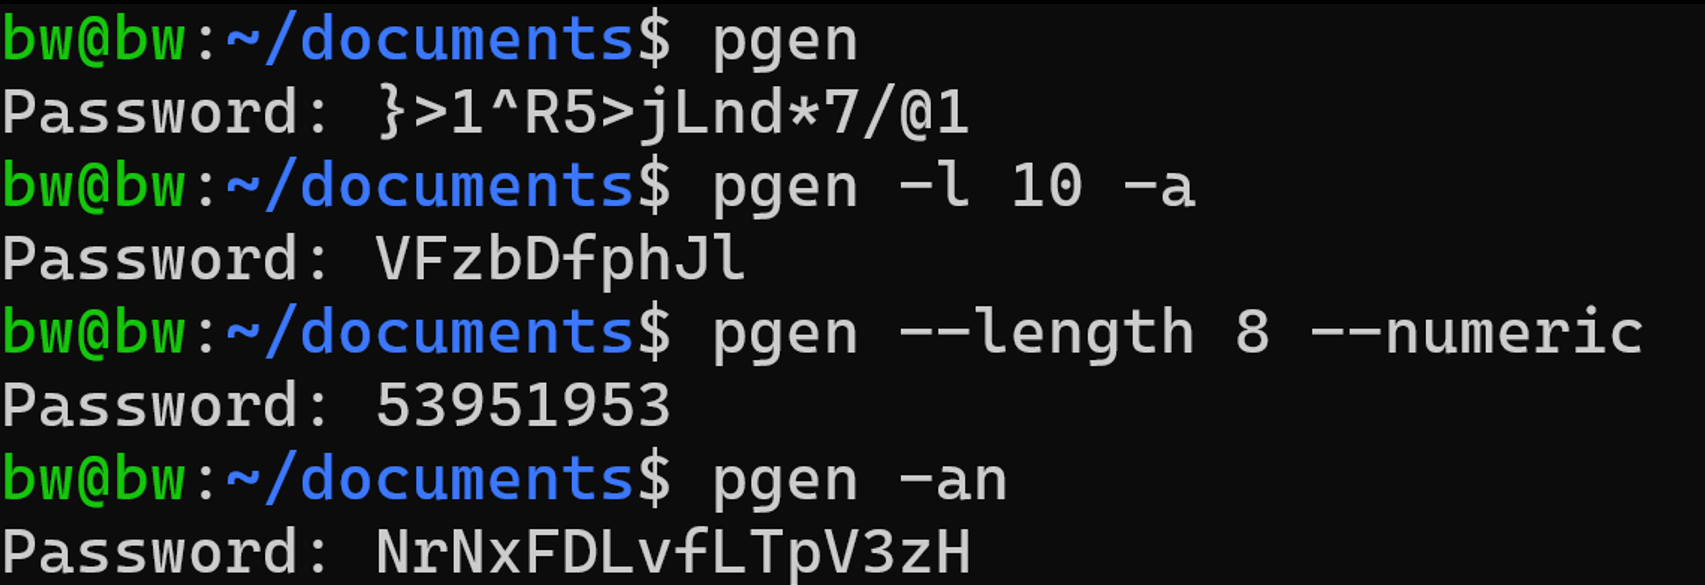 bw@bw:~/documents$ pgen
Password: }>1^R5>jLnd*7/@1
bw@bw:~/documents$ pgen -l 10 -a
Password: VFzbDfphJl
bw@bw:~/documents$ pgen --length 8 --numeric
Password: 53951953
bw@bw:~/documents$ pgen -an
Password: NrNxFDLvfLTpV3zH